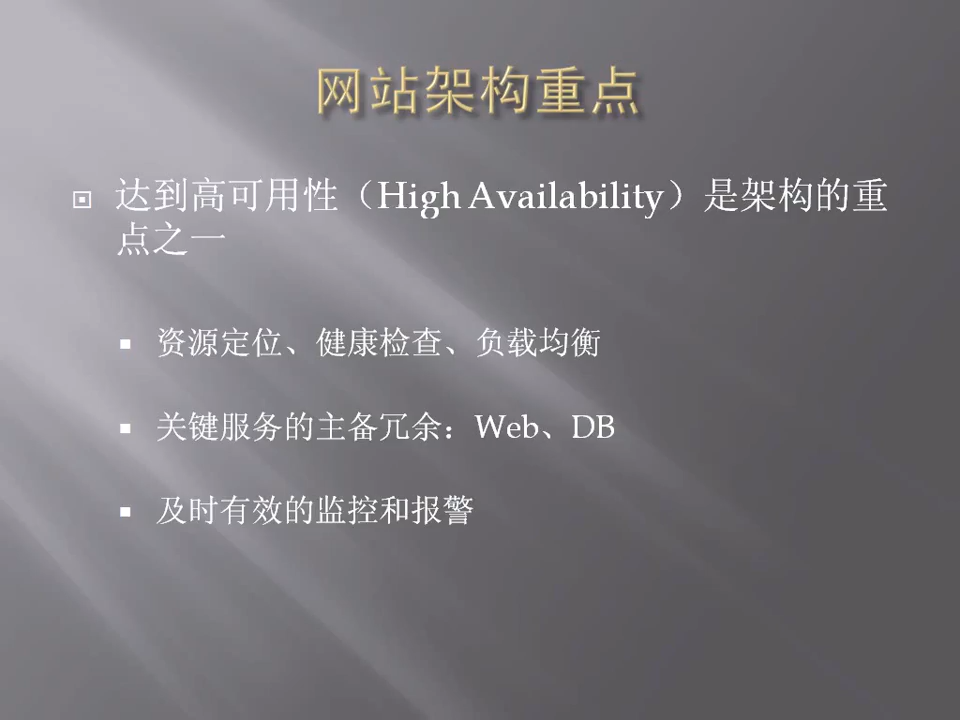 网站架构重点
达到高可用性（High Availability）是架构的重
点之一
资源定位、健康检查、负载均衡
关键服务的主备冗余：Web、DB
及时有效的监控和报警